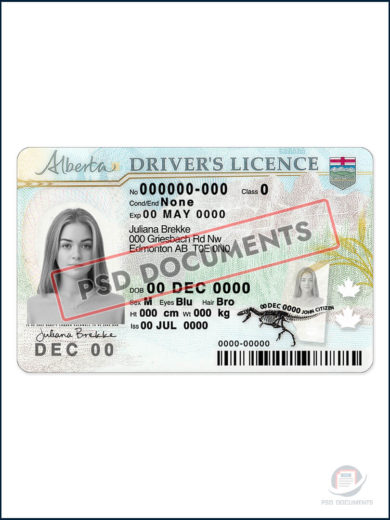 Alberta DRIVER'S LICENCE
No 000000-000 Class 0
Cond/End None
Exp 00 MAY 0000
Juliana Brekke
000 Griesbach Rd Nw
Edmonton AB T0E 0N0
PSD DOCUMENTS
DOB 00 DEC 0000
Sex M Eyes Blu Hair Bro
Ht 000 cm Wt 000 kg
Iss 00 JUL 0000
00 DEC 0000 JOHN CITIZEN
Juliana Brekke
DEC 00
0000-00000
PSD DOCUMENTS